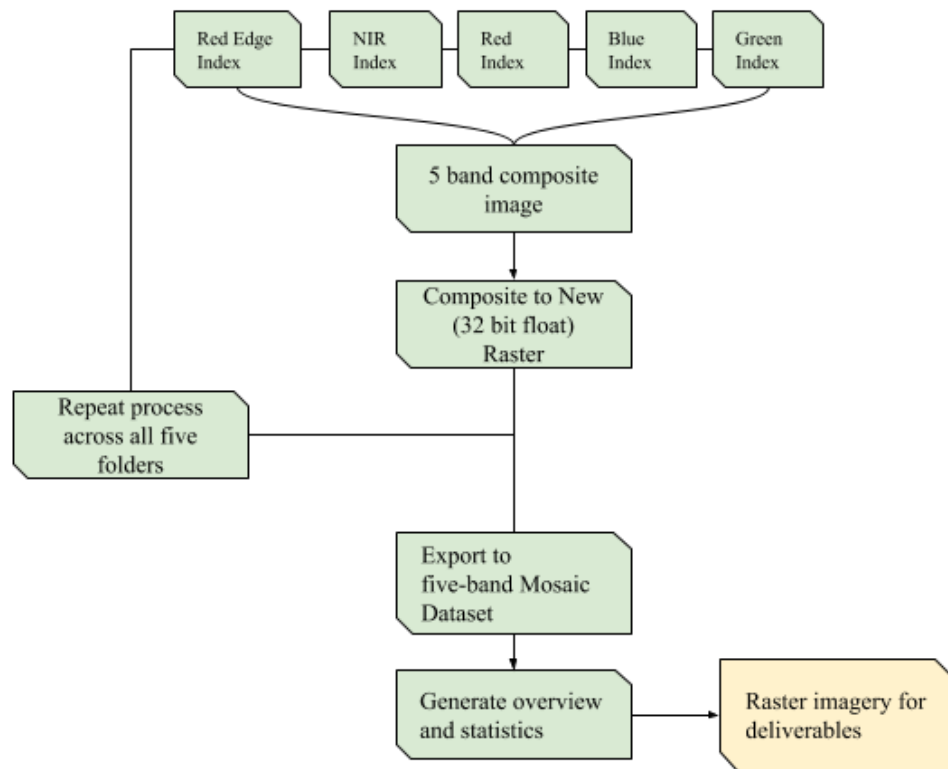 Red Edge
Index
NIR
Index
Red
Index
Blue
Index
Green
Index
5 band composite
image
Composite to New
(32 bit float)
Raster
Repeat process
across all five
folders
Export to
five-band Mosaic
Dataset
Generate overview
and statistics
Raster imagery for
deliverables